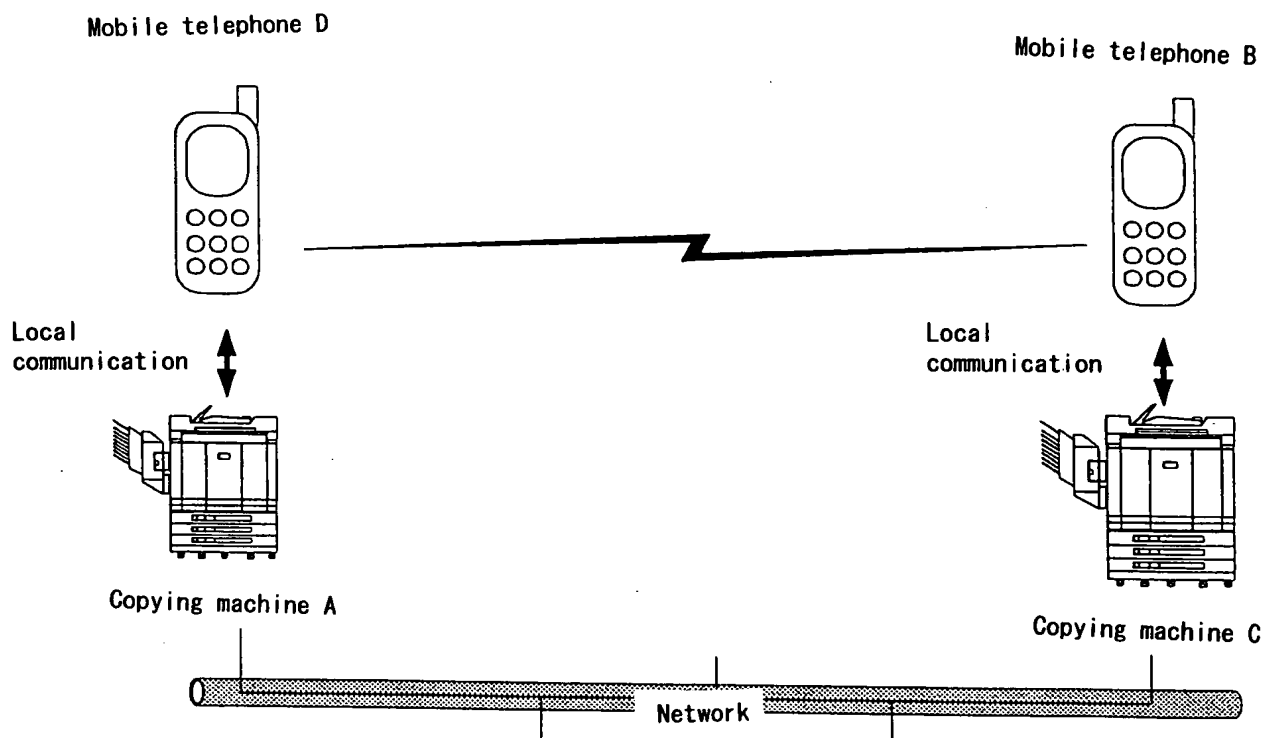 Mobile telephone D
Mobile telephone B
Local
communication
Local
communication
Copying machine A
Copying machine C
Network